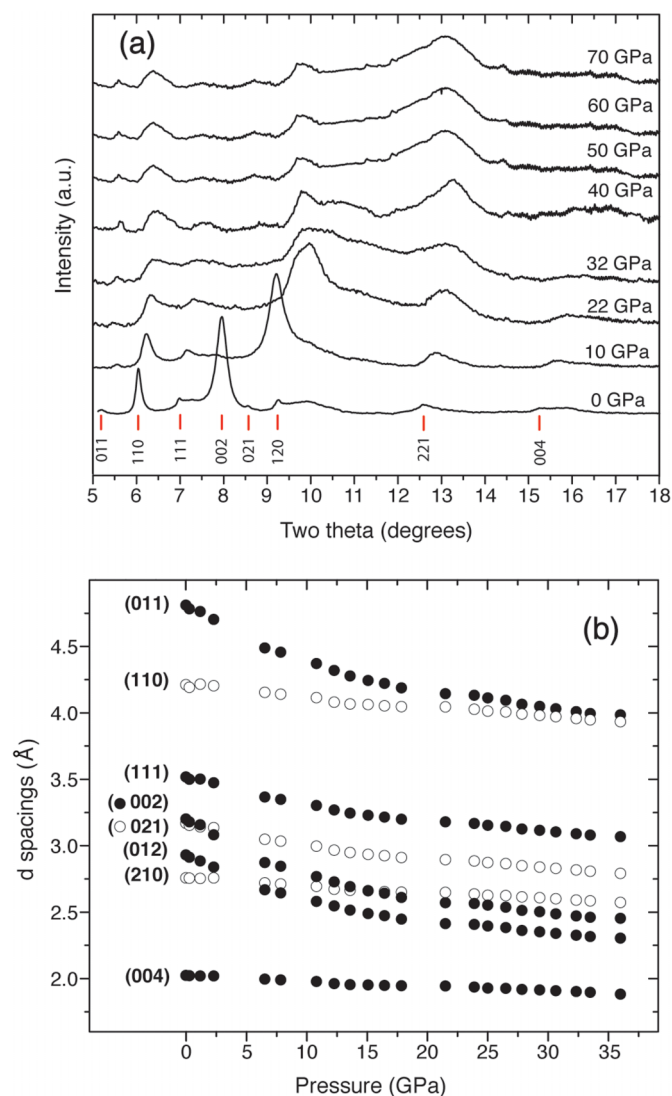 (a)
70 GPa
60 GPa
50 GPa
40 GPa
32 GPa
22 GPa
10 GPa
0 GPa
Intensity (a.u.)
011 110 111 002 021 120 221 004
5 6 7 8 9 10 11 12 13 14 15 16 17 18
Two theta (degrees)
(b)
(011)
4.5
(110)
4.0
(111)
3.5
(● 002)
(○ 021)
3.0
(012)
(210)
2.5
(004)
2.0
d spacings (Å)
0 5 10 15 20 25 30 35
Pressure (GPa)